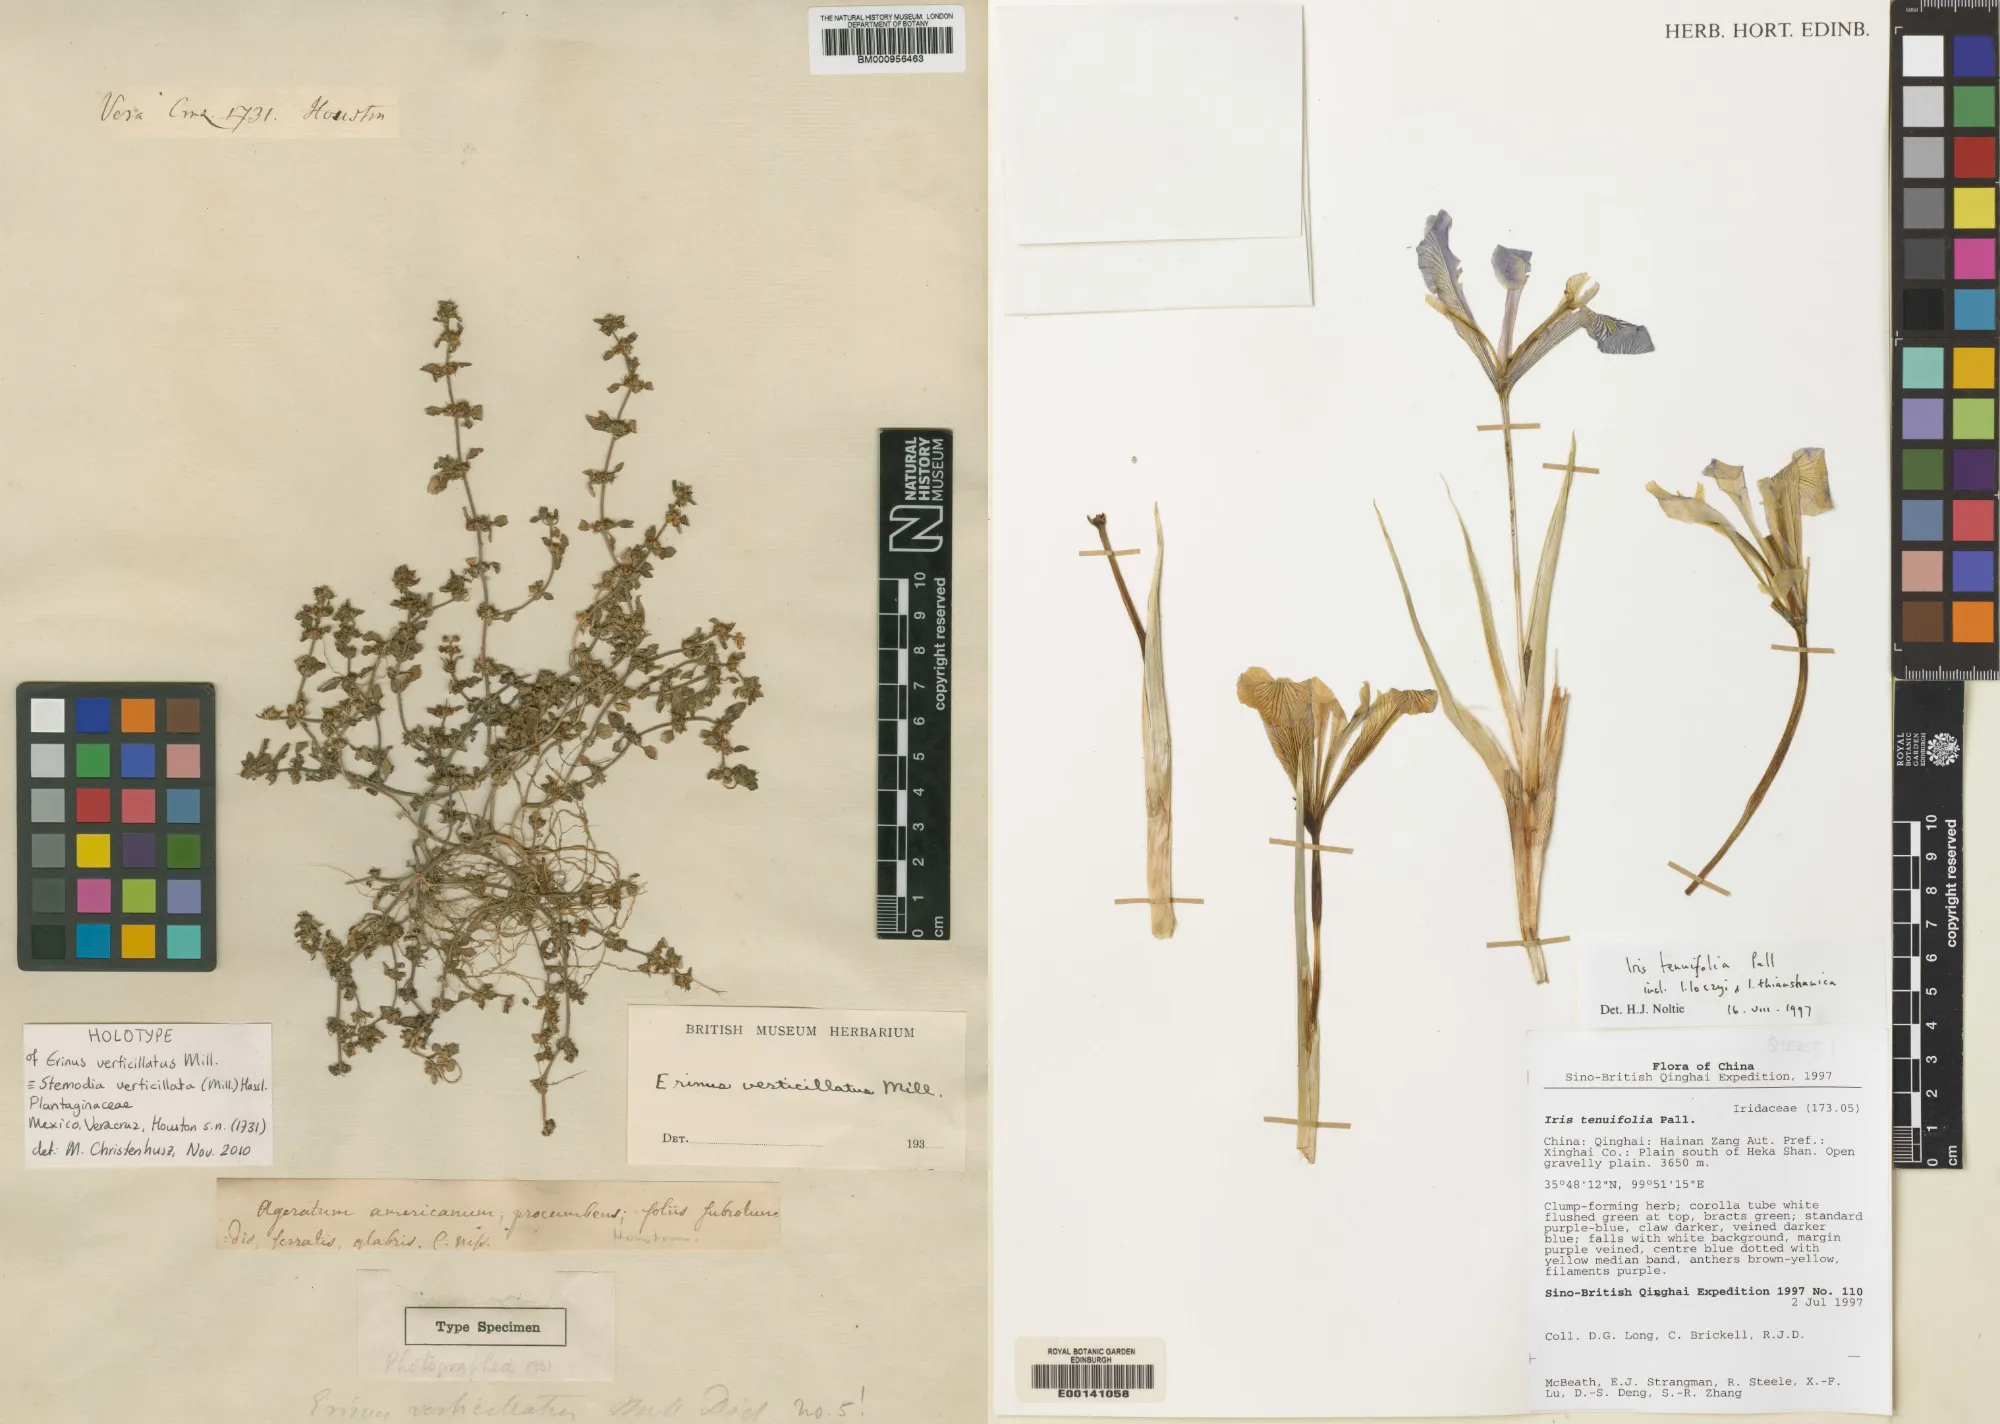 THE NATURAL HISTORY MUSEUM, LONDON
DEPARTMENT OF BOTANY
BM000956463
Vera Cruz 1731. Houston
NATURAL
HISTORY
MUSEUM
copyright reserved
10
9
8
7
6
5
4
3
2
1
0
cm
HOLOTYPE
of Erinus verticillatus Mill.
≡ Stemodia verticillata (Mill.) Hassl.
Plantaginaceae
Mexico, Veracruz, Houston s.n. (1731)
det: M. Christenhusz, Nov. 2010
BRITISH MUSEUM HERBARIUM
Erinus verticillatus Mill.
DET. 193
Ageratum americanum, procumbens; foliis subrotun
dis, serratis, glabris.
Houstoun.
Type Specimen
Photographed
Erinus verticillatus Mill Dict no. 5!
HERB. HORT. EDINB.
ROYAL
BOTANIC
GARDEN
EDINBURGH
10
9
8
7
6
5
4
3
2
1
0
cm
copyright reserved
Iris tenuifolia Pall
incl. I. loczyi & I. thianshanica
Det. H.J. Noltie 16. VIII. 1997
SHEET 1
Flora of China
Sino-British Qinghai Expedition, 1997
Iridaceae (173.05)
Iris tenuifolia Pall.
China: Qinghai: Hainan Zang Aut. Pref.:
Xinghai Co.: Plain south of Heka Shan. Open
gravelly plain. 3650 m.
35°48'12"N, 99°51'15"E
Clump-forming herb; corolla tube white
flushed green at top, bracts green; standard
purple-blue, claw darker, veined darker
blue; falls with white background, margin
purple veined, centre blue dotted with
yellow median band, anthers brown-yellow,
filaments purple.
Sino-British Qinghai Expedition 1997 No. 110
2 Jul 1997
Coll. D.G. Long, C. Brickell, R.J.D.
McBeath, E.J. Strangman, R. Steele, X.-F.
Lu, D.-S. Deng, S.-R. Zhang
ROYAL BOTANIC GARDEN
EDINBURGH
E00141058